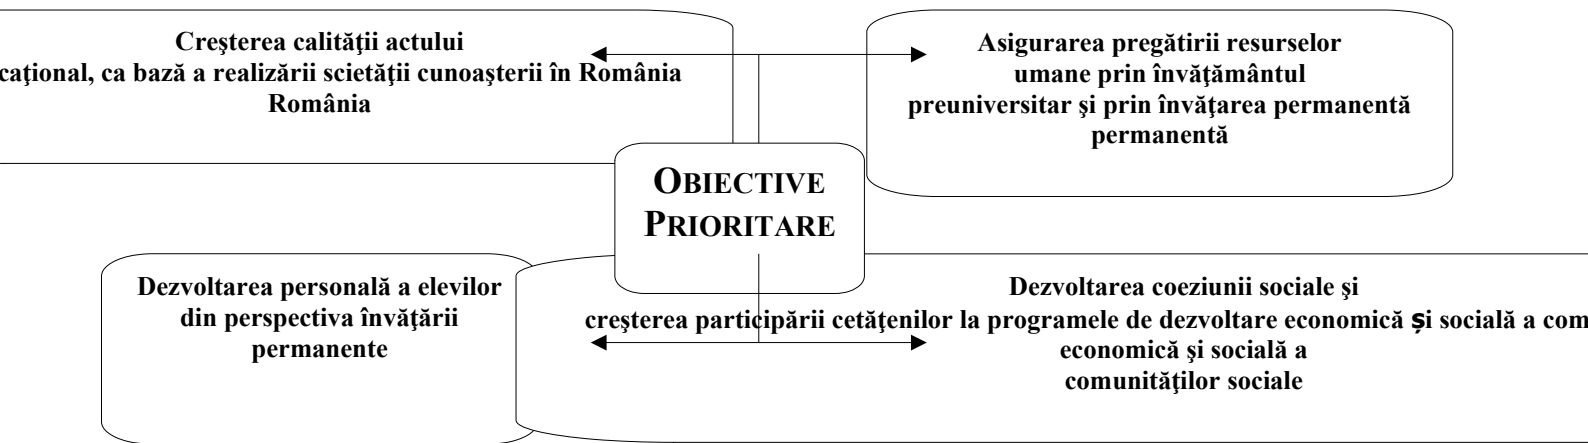 Creşterea calităţii actului
caţional, ca bază a realizării scietăţii cunoaşterii în România
România
Asigurarea pregătirii resurselor
umane prin învăţământul
preuniversitar şi prin învăţarea permanentă
permanentă
OBIECTIVE
PRIORITARE
Dezvoltarea personală a elevilor
din perspectiva învăţării
permanente
Dezvoltarea coeziunii sociale şi
creşterea participării cetăţenilor la programele de dezvoltare economică și socială a com
economică şi socială a
comunităţilor sociale